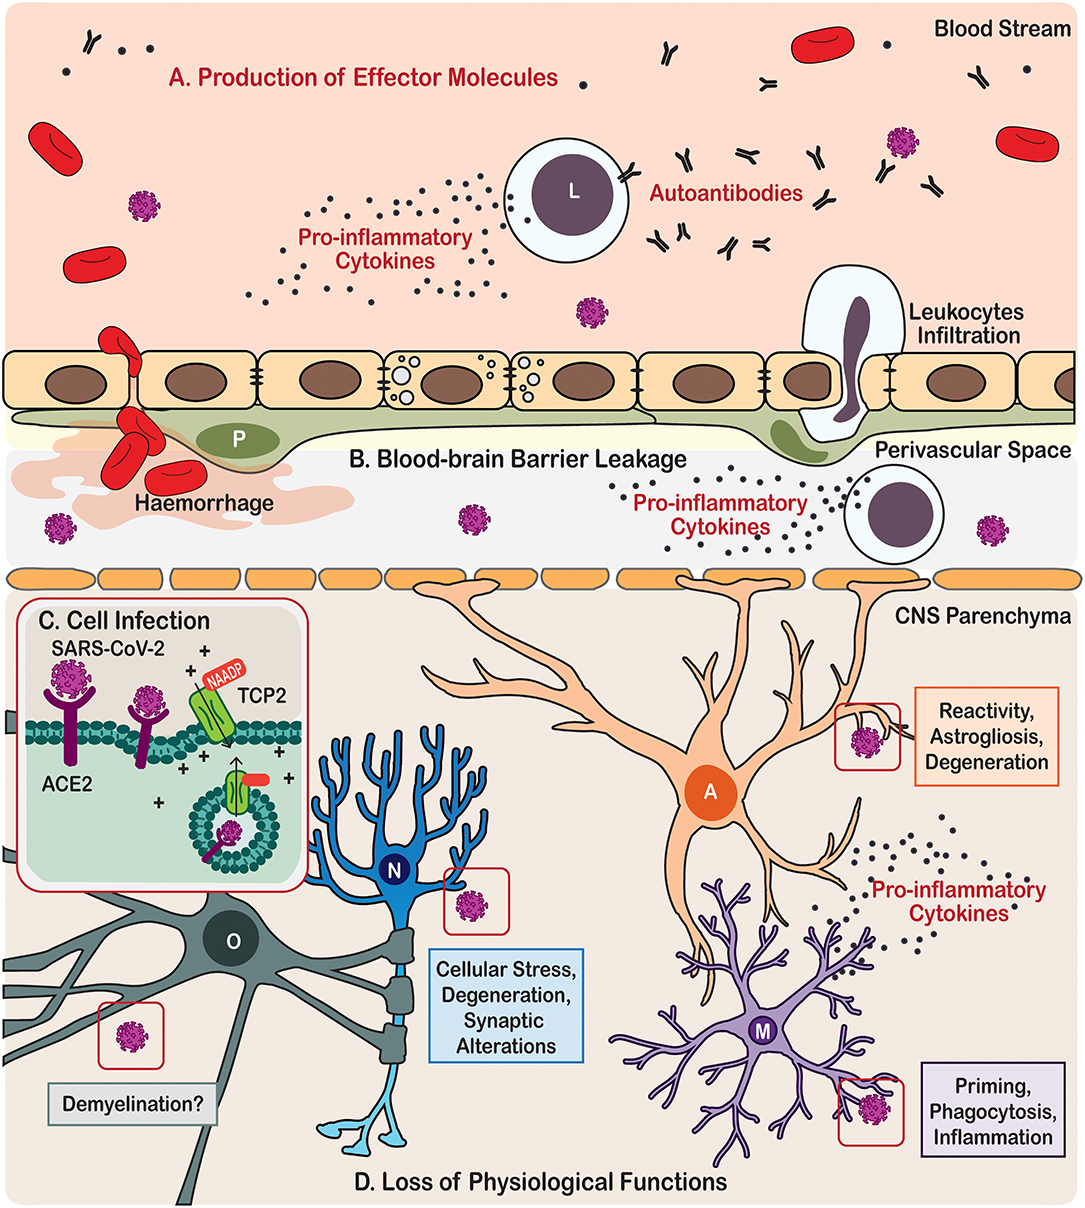 Blood Stream
A. Production of Effector Molecules
L
Autoantibodies
Pro-inflammatory
Cytokines
Leukocytes
Infiltration
P
B. Blood-brain Barrier Leakage
Perivascular Space
Haemorrhage
Pro-inflammatory
Cytokines
CNS Parenchyma
C. Cell Infection
SARS-CoV-2
+
+
NAADP
TCP2
ACE2
+
+
+
+
+
Reactivity,
Astrogliosis,
Degeneration
A
N
Pro-inflammatory
Cytokines
O
Cellular Stress,
Degeneration,
Synaptic
Alterations
M
Demyelination?
Priming,
Phagocytosis,
Inflammation
D. Loss of Physiological Functions